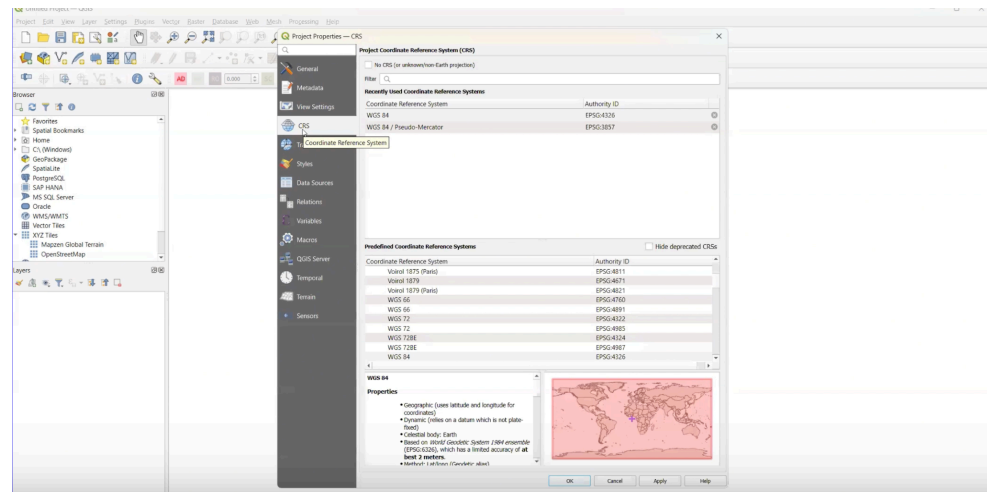 Untitled Project — QGIS
Project Edit View Layer Settings Plugins Vector Raster Database Web Mesh Processing Help
Project Properties — CRS
Project Coordinate Reference System (CRS)
No CRS (or unknown/non-Earth projection)
Filter
Recently Used Coordinate Reference Systems
Coordinate Reference System Authority ID
WGS 84 EPSG:4326
WGS 84 / Pseudo-Mercator EPSG:3857
General
Metadata
View Settings
CRS
Coordinate Reference System
Styles
Data Sources
Relations
Variables
Macros
QGIS Server
Temporal
Terrain
Sensors
AD
0.000
Browser
Favorites
Spatial Bookmarks
Home
C:\ (Windows)
GeoPackage
SpatiaLite
PostgreSQL
SAP HANA
MS SQL Server
Oracle
WMS/WMTS
Vector Tiles
XYZ Tiles
Mapzen Global Terrain
OpenStreetMap
Layers
Predefined Coordinate Reference Systems Hide deprecated CRSs
Coordinate Reference System Authority ID
Voirol 1875 (Paris) EPSG:4811
Voirol 1879 EPSG:4671
Voirol 1879 (Paris) EPSG:4821
WGS 66 EPSG:4760
WGS 66 EPSG:4891
WGS 72 EPSG:4322
WGS 72 EPSG:4985
WGS 72BE EPSG:4324
WGS 72BE EPSG:4987
WGS 84 EPSG:4326
WGS 84
Properties
• Geographic (uses latitude and longitude for
coordinates)
• Dynamic (relies on a datum which is not plate-
fixed)
• Celestial body: Earth
• Based on World Geodetic System 1984 ensemble
(EPSG:6326), which has a limited accuracy of at
best 2 meters.
• Method: Lat/long (Geodetic alias)
OK Cancel Apply Help